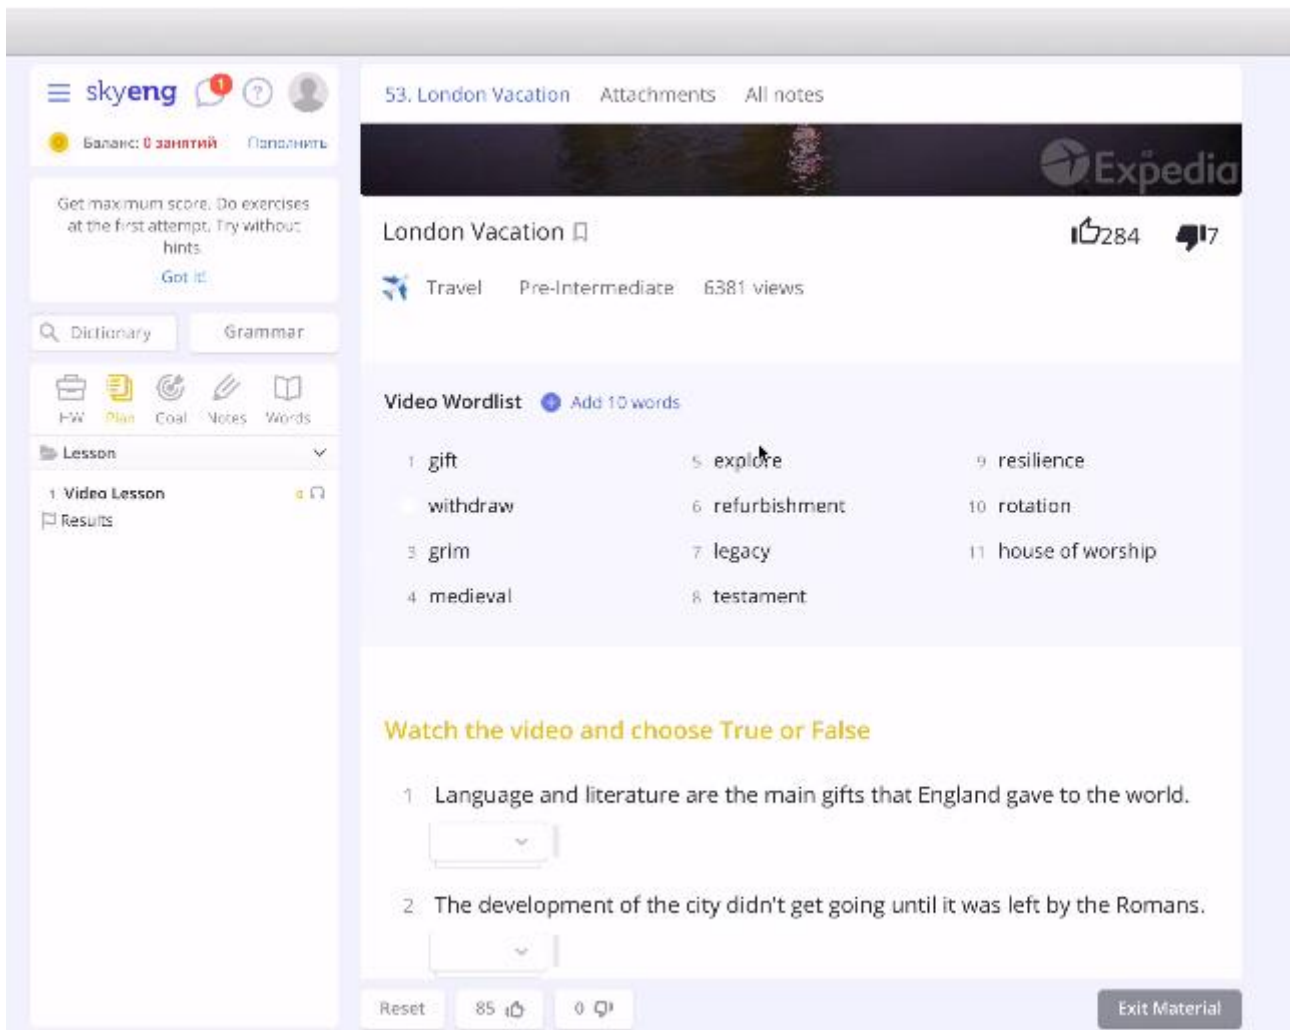 skyeng 1 ?
Баланс: 0 занятий Пополнить
Get maximum score. Do exercises
at the first attempt. Try without
hints
Got it!
Dictionary Grammar
HW Plan Goal Notes Words
Lesson
1 Video Lesson 0
Results
53. London Vacation Attachments All notes
Expedia
London Vacation 284 7
Travel Pre-Intermediate 6381 views
Video Wordlist Add 10 words
1 gift 5 explore 9 resilience
withdraw 6 refurbishment 10 rotation
3 grim 7 legacy 11 house of worship
4 medieval 8 testament
Watch the video and choose True or False
1 Language and literature are the main gifts that England gave to the world.
2 The development of the city didn't get going until it was left by the Romans.
Reset 85 0 Exit Material